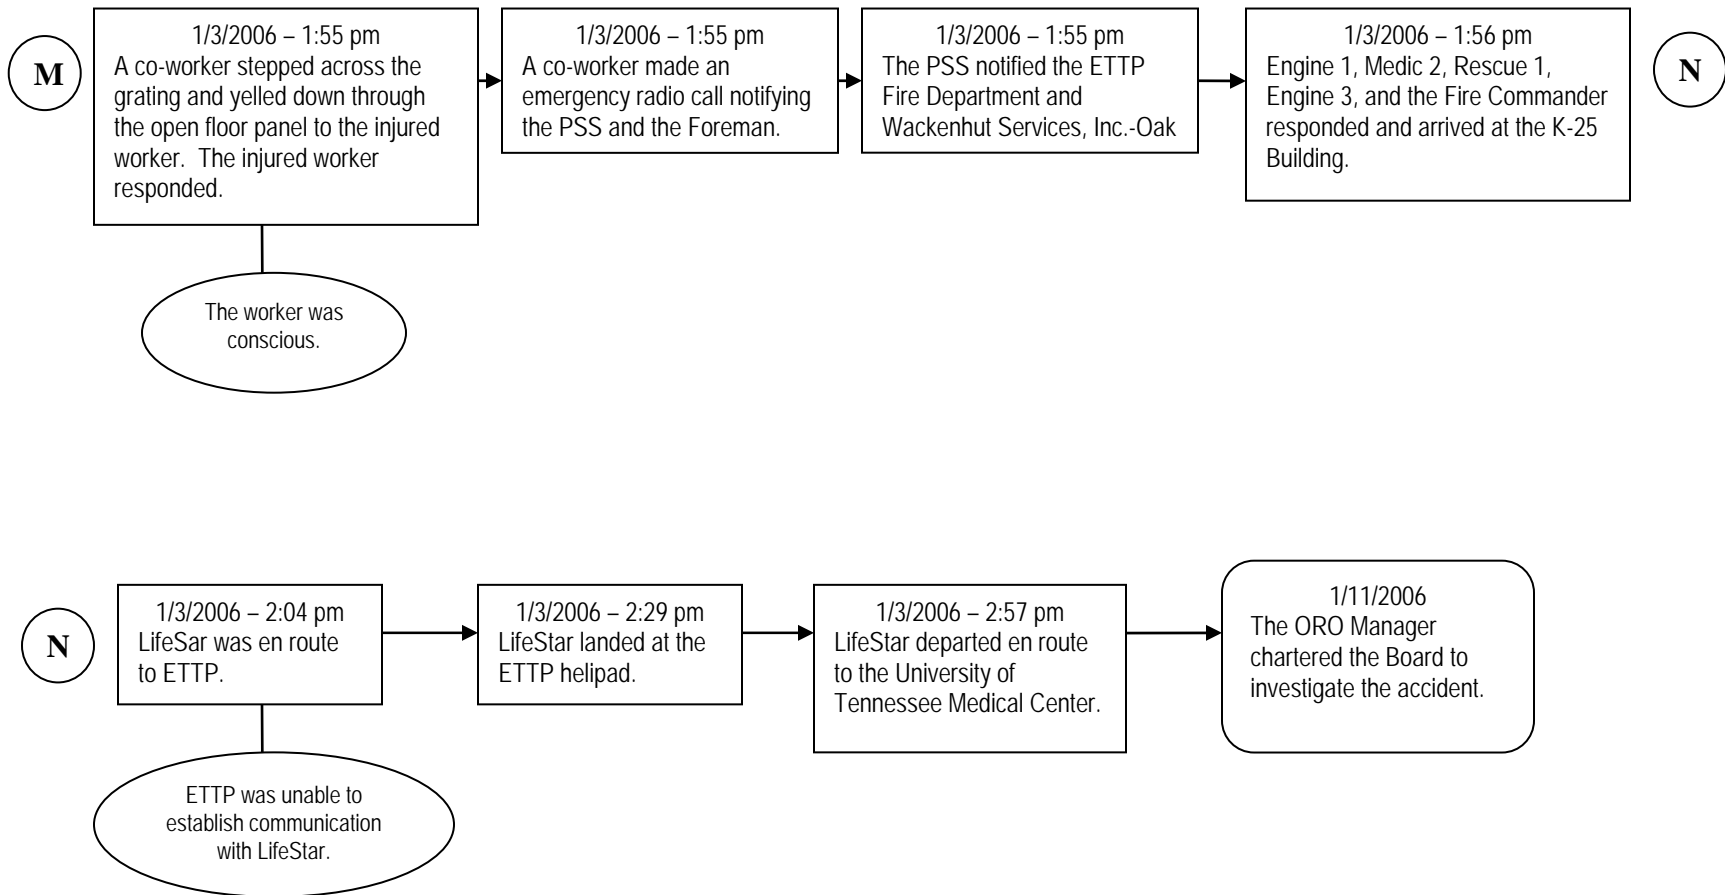 M
1/3/2006 – 1:55 pm
A co-worker stepped across the
grating and yelled down through
the open floor panel to the injured
worker.  The injured worker
responded.
1/3/2006 – 1:55 pm
A co-worker made an
emergency radio call notifying
the PSS and the Foreman.
1/3/2006 – 1:55 pm
The PSS notified the ETTP
Fire Department and
Wackenhut Services, Inc.-Oak
1/3/2006 – 1:56 pm
Engine 1, Medic 2, Rescue 1,
Engine 3, and the Fire Commander
responded and arrived at the K-25
Building.
N
The worker was
conscious.
N
1/3/2006 – 2:04 pm
LifeSar was en route
to ETTP.
1/3/2006 – 2:29 pm
LifeStar landed at the
ETTP helipad.
1/3/2006 – 2:57 pm
LifeStar departed en route
to the University of
Tennessee Medical Center.
1/11/2006
The ORO Manager
chartered the Board to
investigate the accident.
ETTP was unable to
establish communication
with LifeStar.